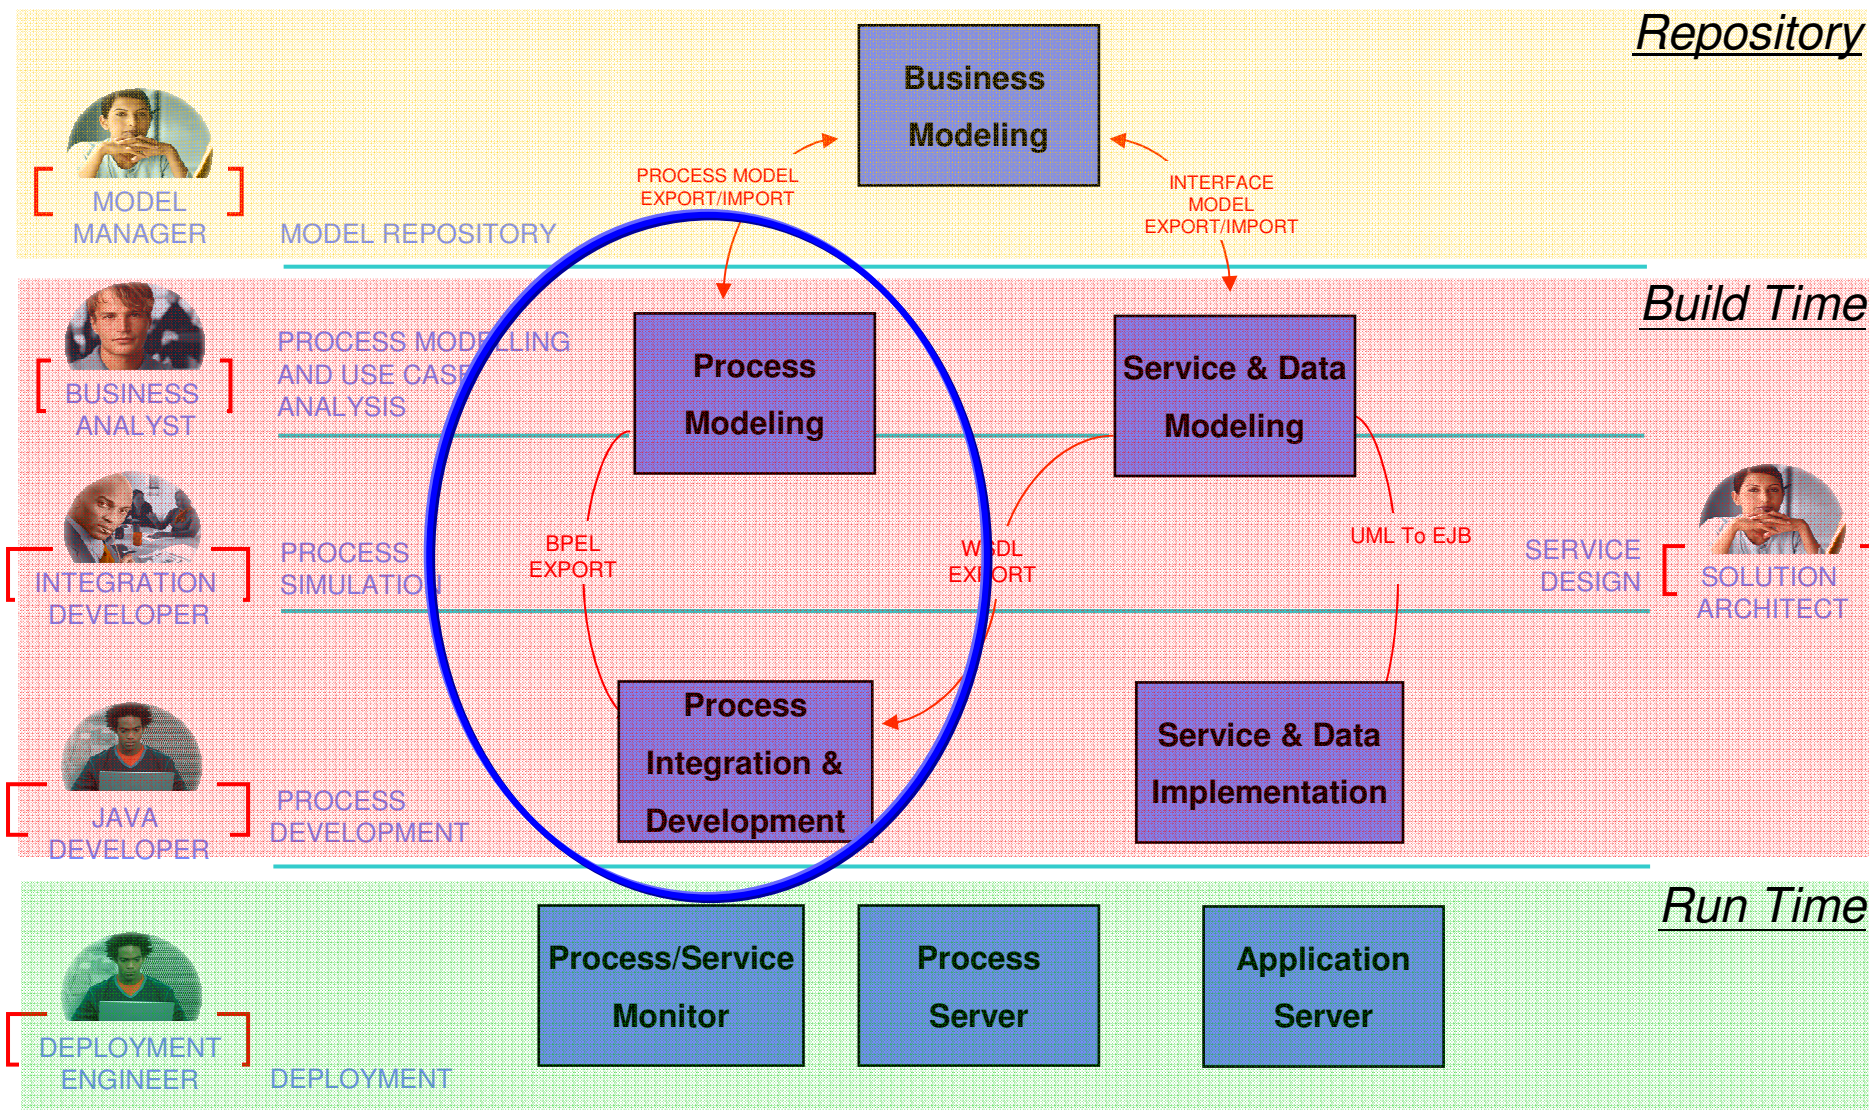 Repository
Business
Modeling
PROCESS MODEL
EXPORT/IMPORT
INTERFACE
MODEL
EXPORT/IMPORT
MODEL
MANAGER
MODEL REPOSITORY
Build Time
PROCESS MODELLING
AND USE CASE
ANALYSIS
BUSINESS
ANALYST
Process
Modeling
Service & Data
Modeling
INTEGRATION
DEVELOPER
PROCESS
SIMULATION
BPEL
EXPORT
WSDL
EXPORT
UML To EJB
SERVICE
DESIGN
SOLUTION
ARCHITECT
JAVA
DEVELOPER
PROCESS
DEVELOPMENT
Process
Integration &
Development
Service & Data
Implementation
Run Time
DEPLOYMENT
ENGINEER
DEPLOYMENT
Process/Service
Monitor
Process
Server
Application
Server